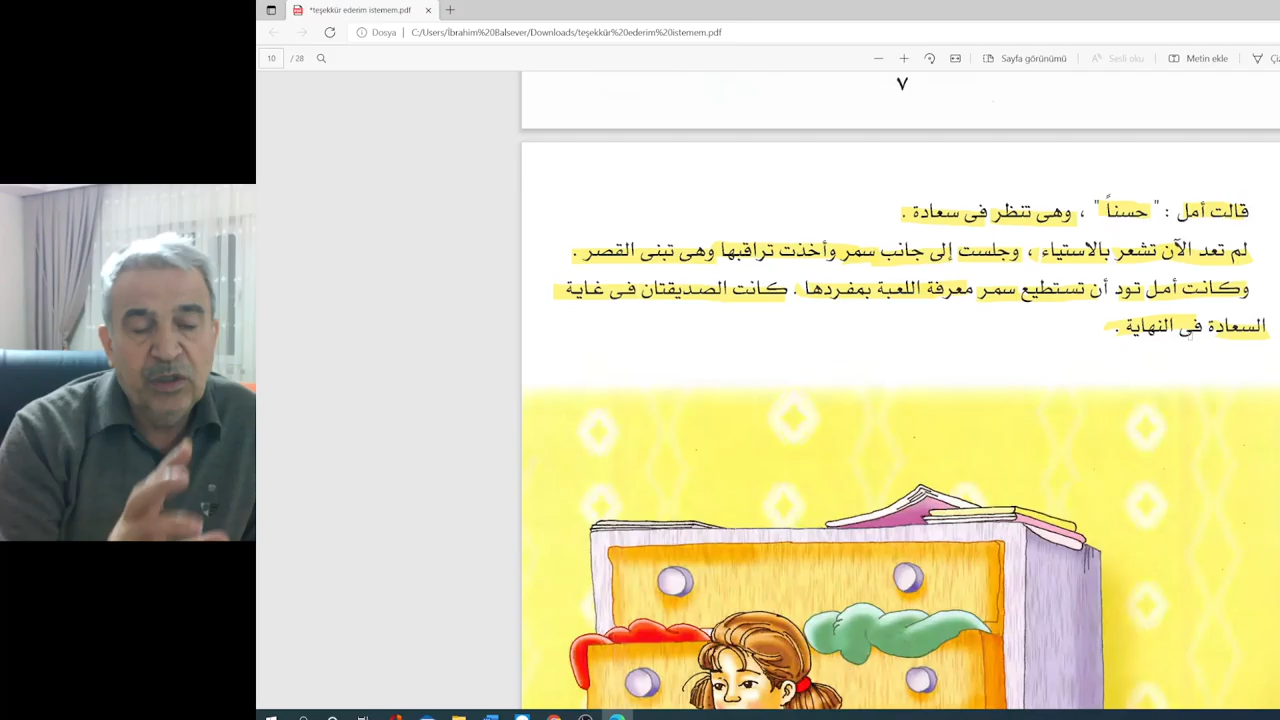 *teşekkür ederim istemem.pdf
Dosya
C:/Users/İbrahim%20Balsever/Downloads/teşekkür%20ederim%20istemem.pdf
10 / 28
Sayfa görünümü
Sesli oku
Metin ekle
٧
قالت أمل : " حسناً " ، وهى تنظر فى سعادة .
لم تعد الآن تشعر بالاستياء ، وجلست إلى جانب سمر وأخذت تراقبها وهى تبنى القصر .
وكانت أمل تود أن تستطيع سمر معرفة اللعبة بمفردها . كانت الصديقتان فى غاية
السعادة فى النهاية .